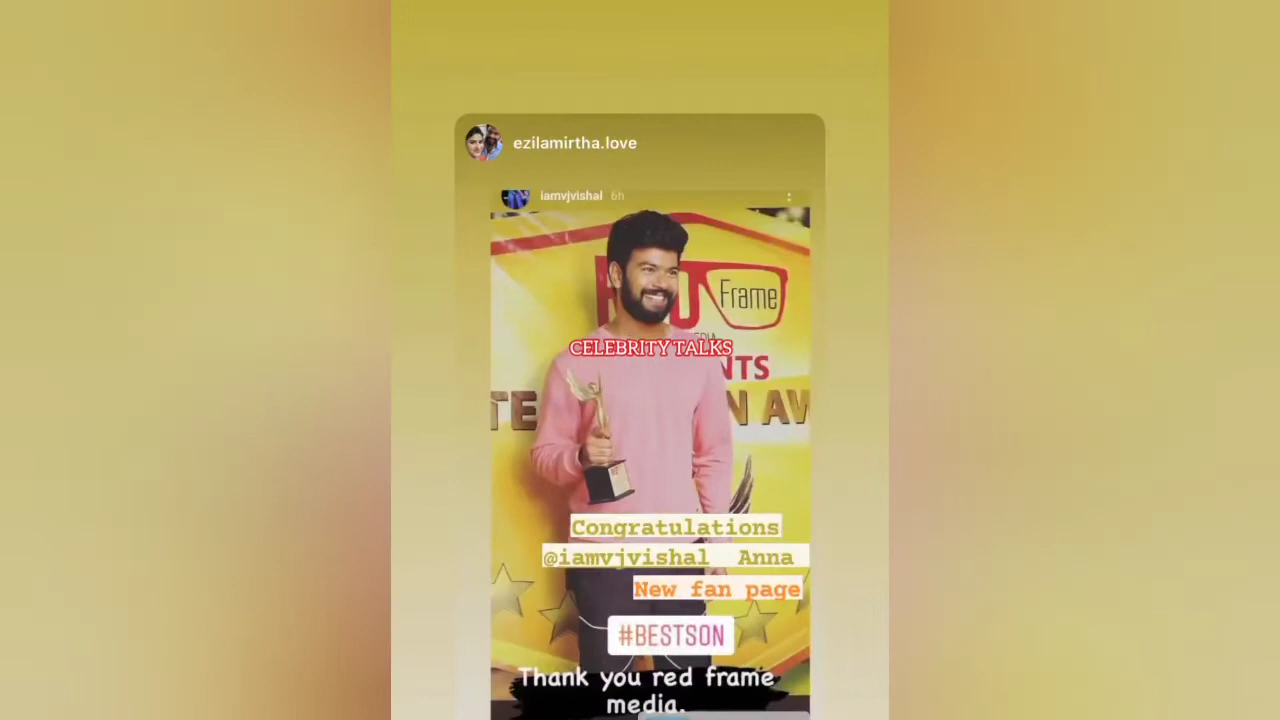 ezilamirtha.love
iamvjvishal 6h
Frame
CELEBRITY TALKS
NTS
N AW
Congratulations
@iamvjvishal Anna
New fan page
#BESTSON
Thank you red frame
media.